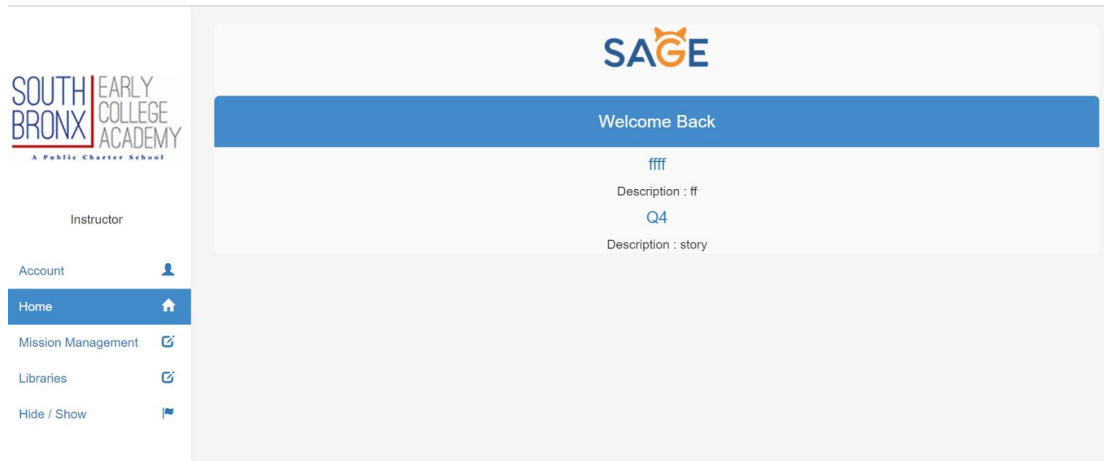 SOUTH BRONX
EARLY COLLEGE ACADEMY
A Public Charter School
Instructor
Account
Home
Mission Management
Libraries
Hide / Show
SAGE
Welcome Back
ffff
Description : ff
Q4
Description : story